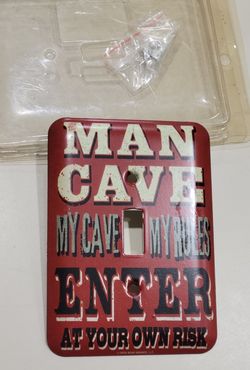 MAN
CAVE
MY CAVE MY RULES
ENTER
AT YOUR OWN RISK